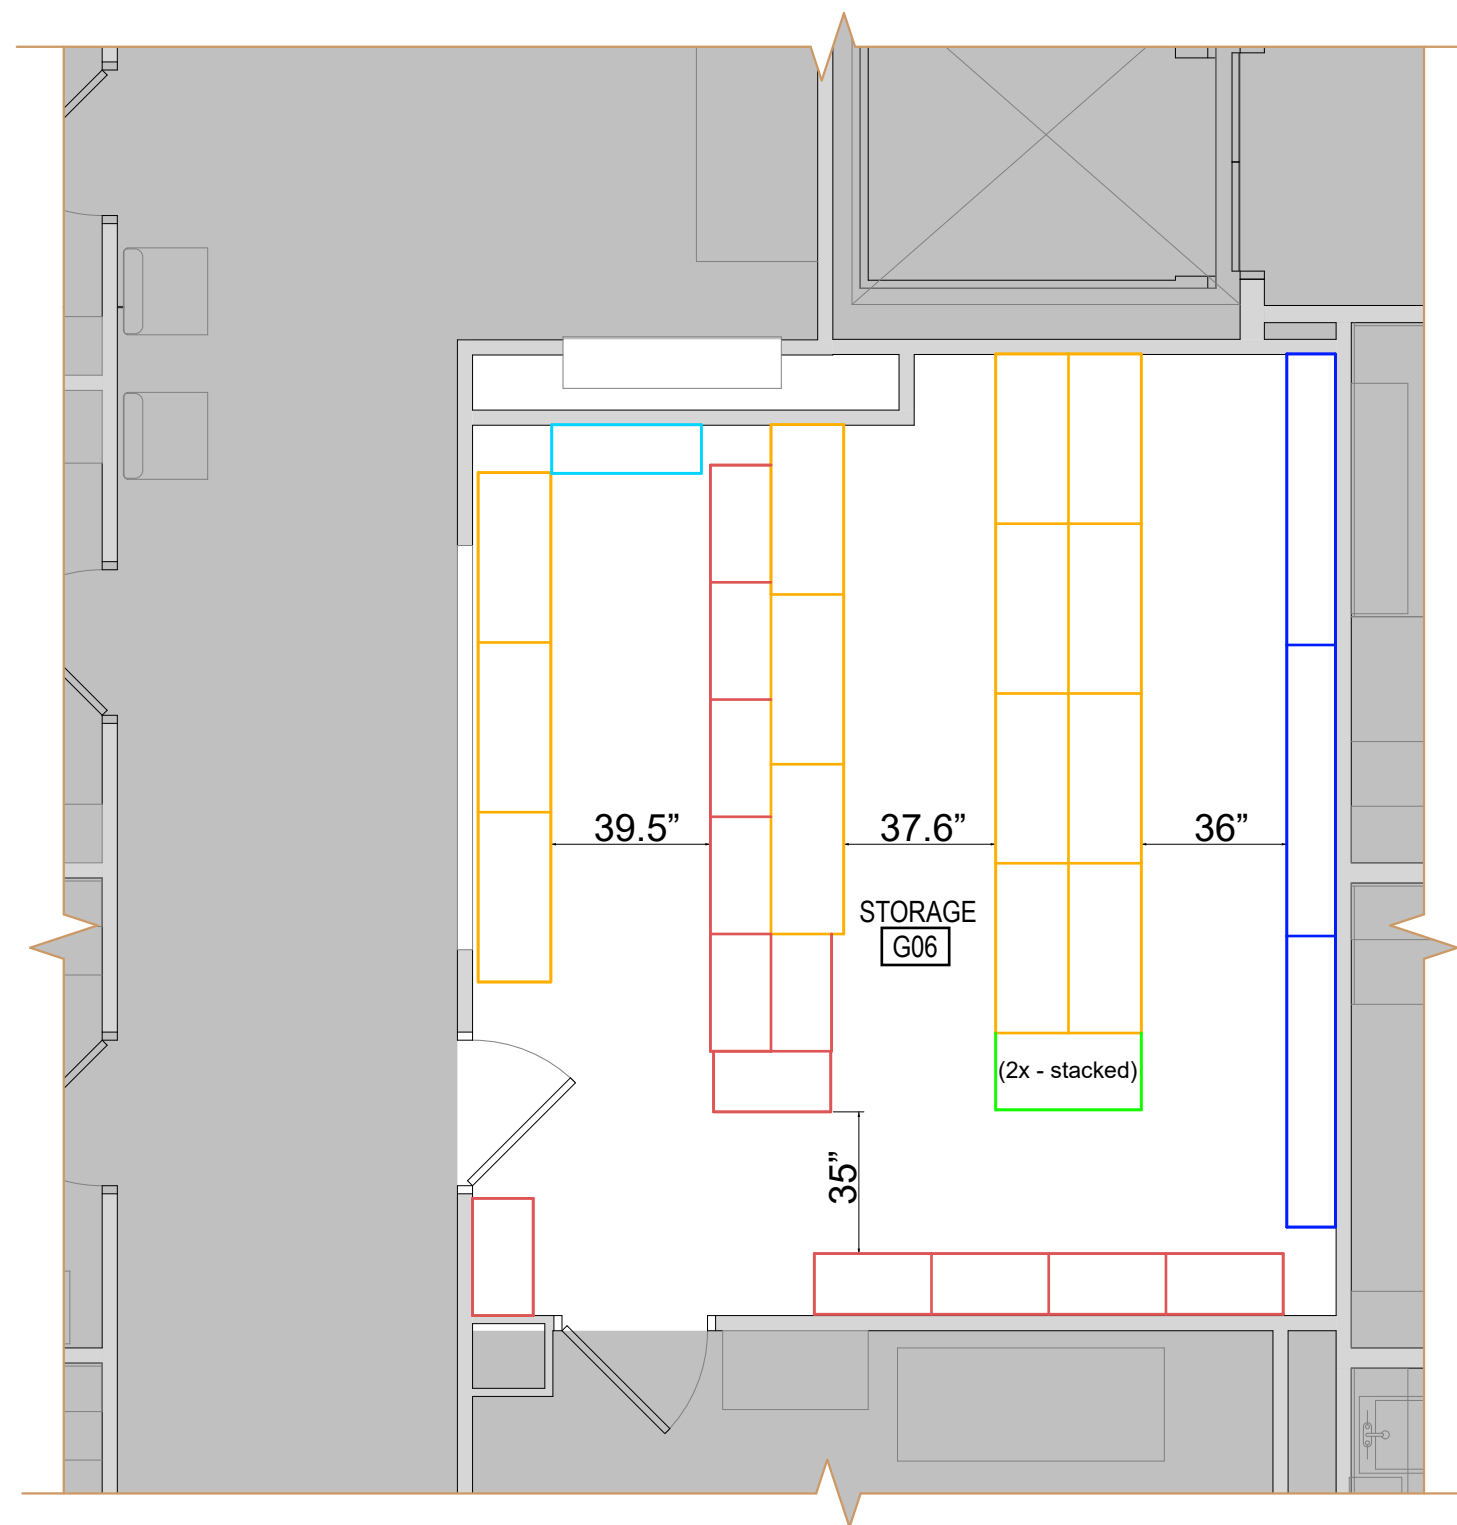 39.5”
37.6”
36”
STORAGE
G06
(2x - stacked)
35”